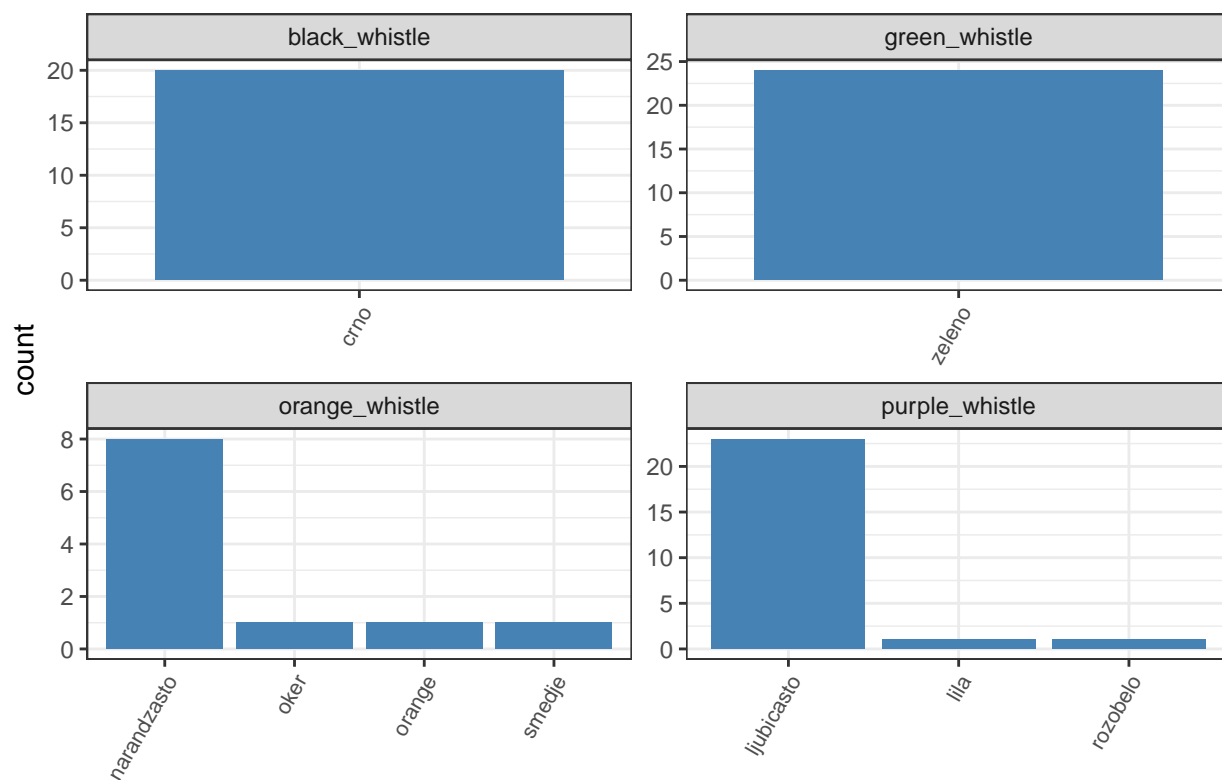 black_whistle
green_whistle
20
15
10
5
0
25
20
15
10
5
0
crno
zeleno
count
orange_whistle
purple_whistle
8
6
4
2
0
20
15
10
5
0
narandzasto
oker
orange
smedje
ljubicasto
lila
rozobelo